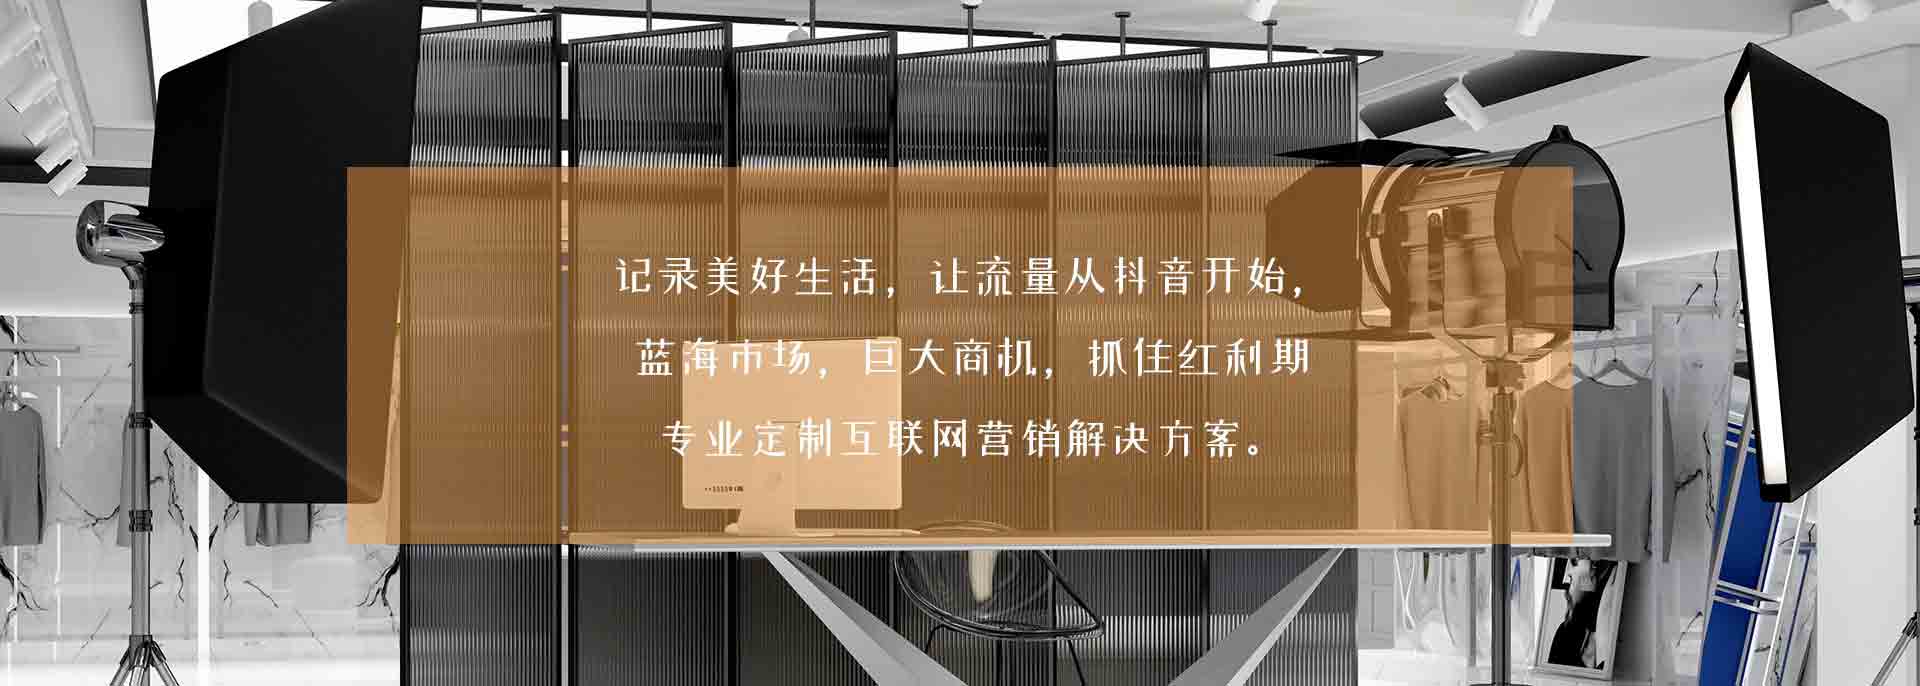 记录美好生活，让流量从抖音开始，
蓝海市场，巨大商机，抓住红利期
专业定制互联网营销解决方案。